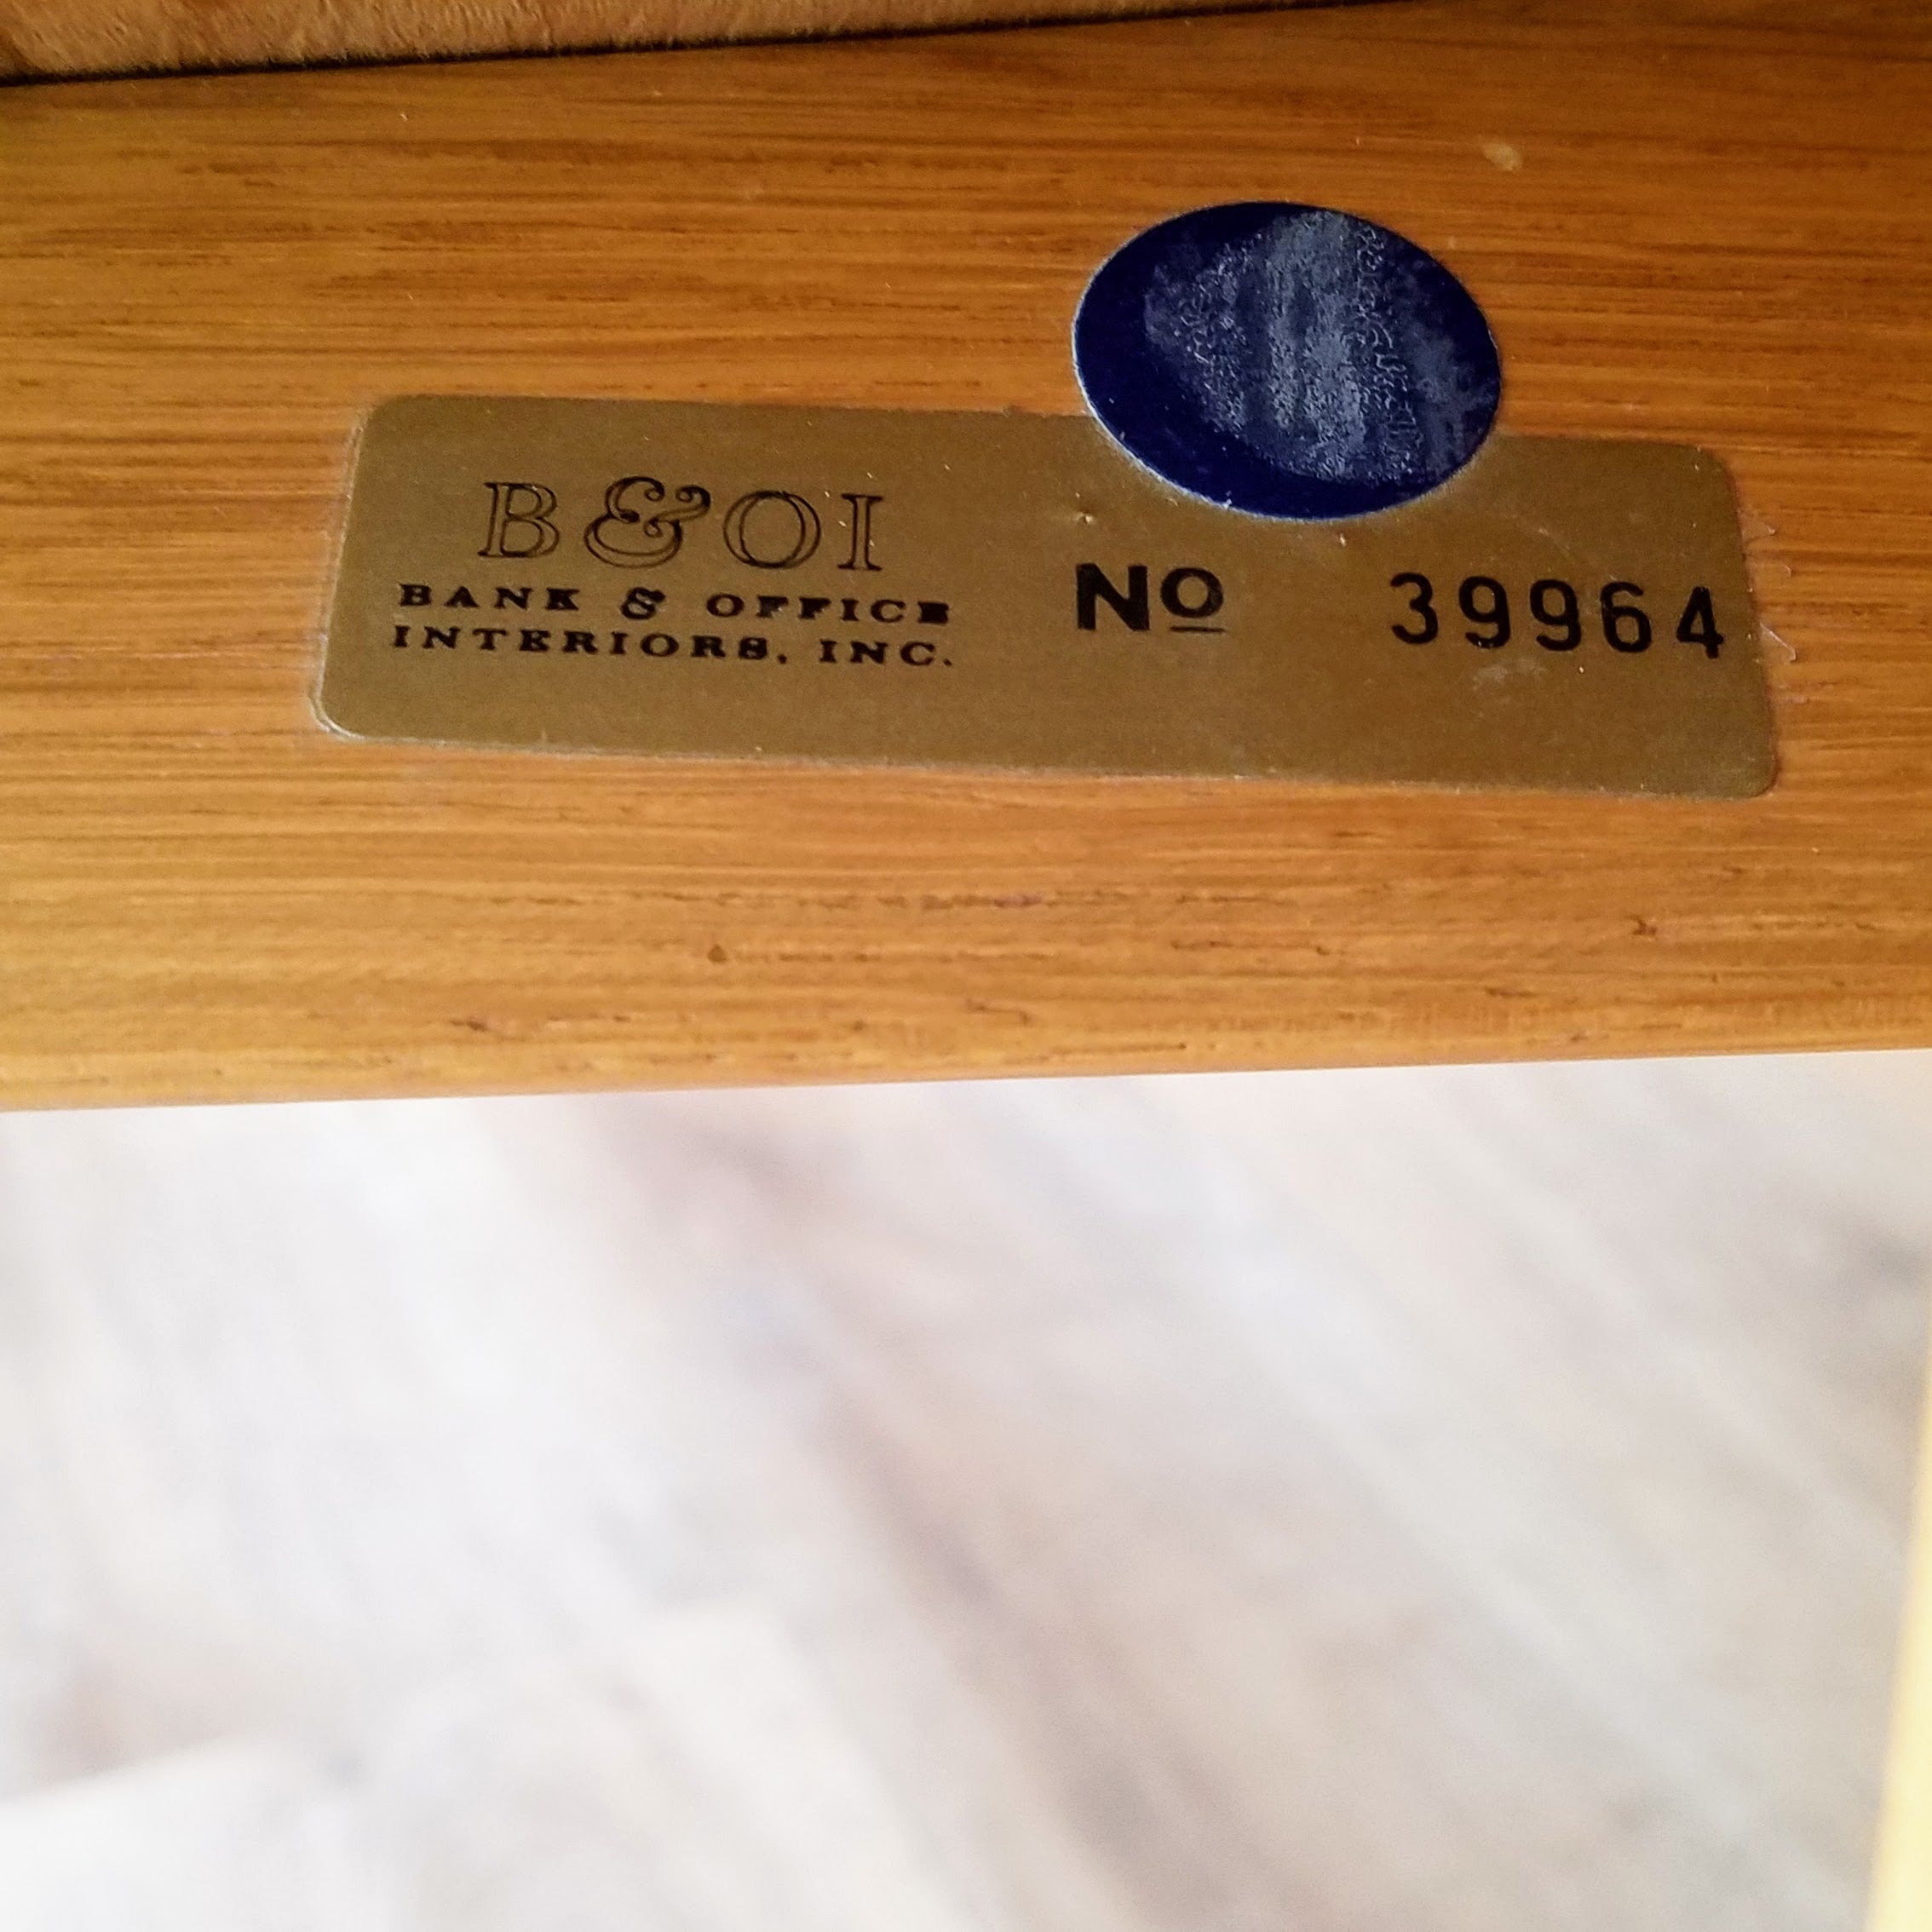 B&OI
BANK & OFFICE
INTERIORS, INC.
No 39964